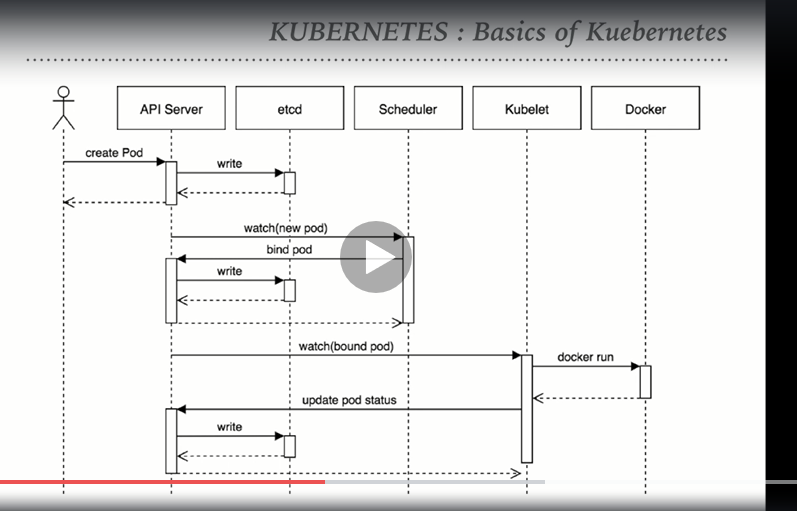 KUBERNETES : Basics of Kuebernetes
API Server
etcd
Scheduler
Kubelet
Docker
create Pod
write
watch(new pod)
bind pod
write
watch(bound pod)
docker run
update pod status
write